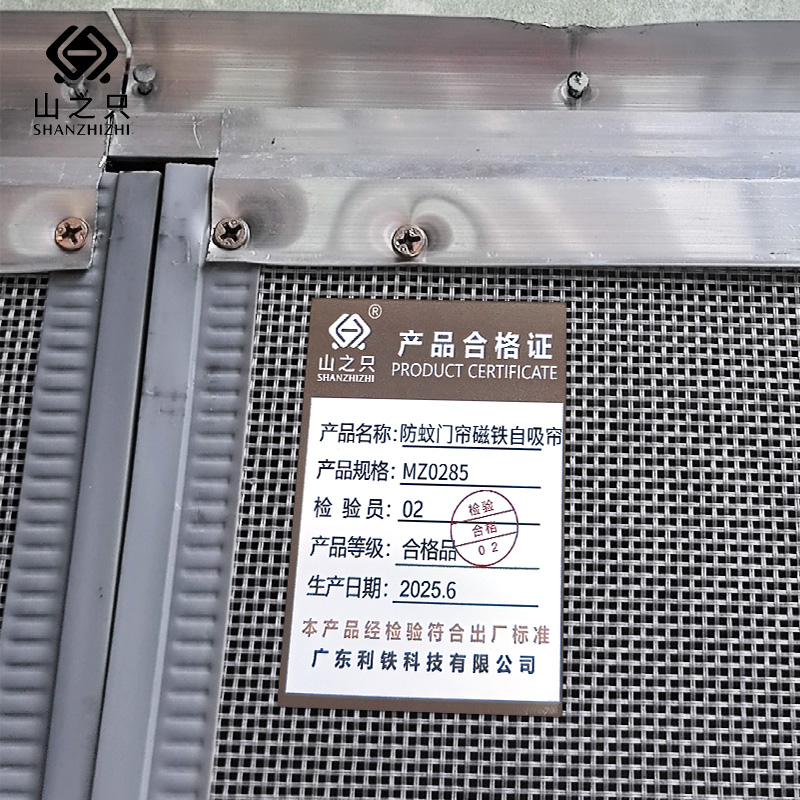 山之只
SHANZHIZHI
®
山之只
SHANZHIZHI
产品合格证
PRODUCT CERTIFICATE
产品名称:防蚊门帘磁铁自吸帘
产品规格: MZ0285
检验员: 02
产品等级: 合格品
生产日期: 2025.6
检验
合格
02
本产品经检验符合出厂标准
广东利铁科技有限公司